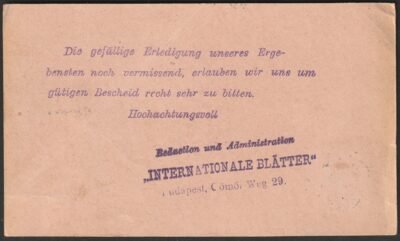 Die gefällige Erledigung unseres Erge-
bensten noch vermissend, erlauben wir uns um
gütigen Bescheid recht sehr zu bitten.
Hochachtungsvoll
Redaction und Administration
„INTERNATIONALE BLÄTTER“
Budapest, Weg 29.